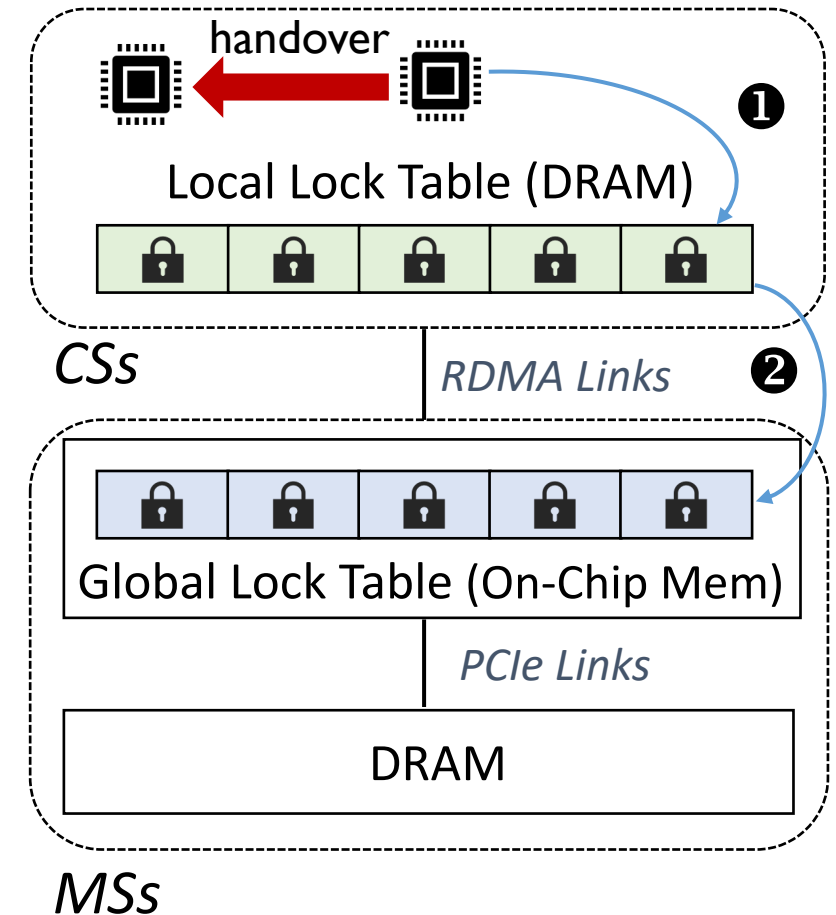 handover
❶
Local Lock Table (DRAM)
CSs
RDMA Links
❷
Global Lock Table (On-Chip Mem)
PCIe Links
DRAM
MSs